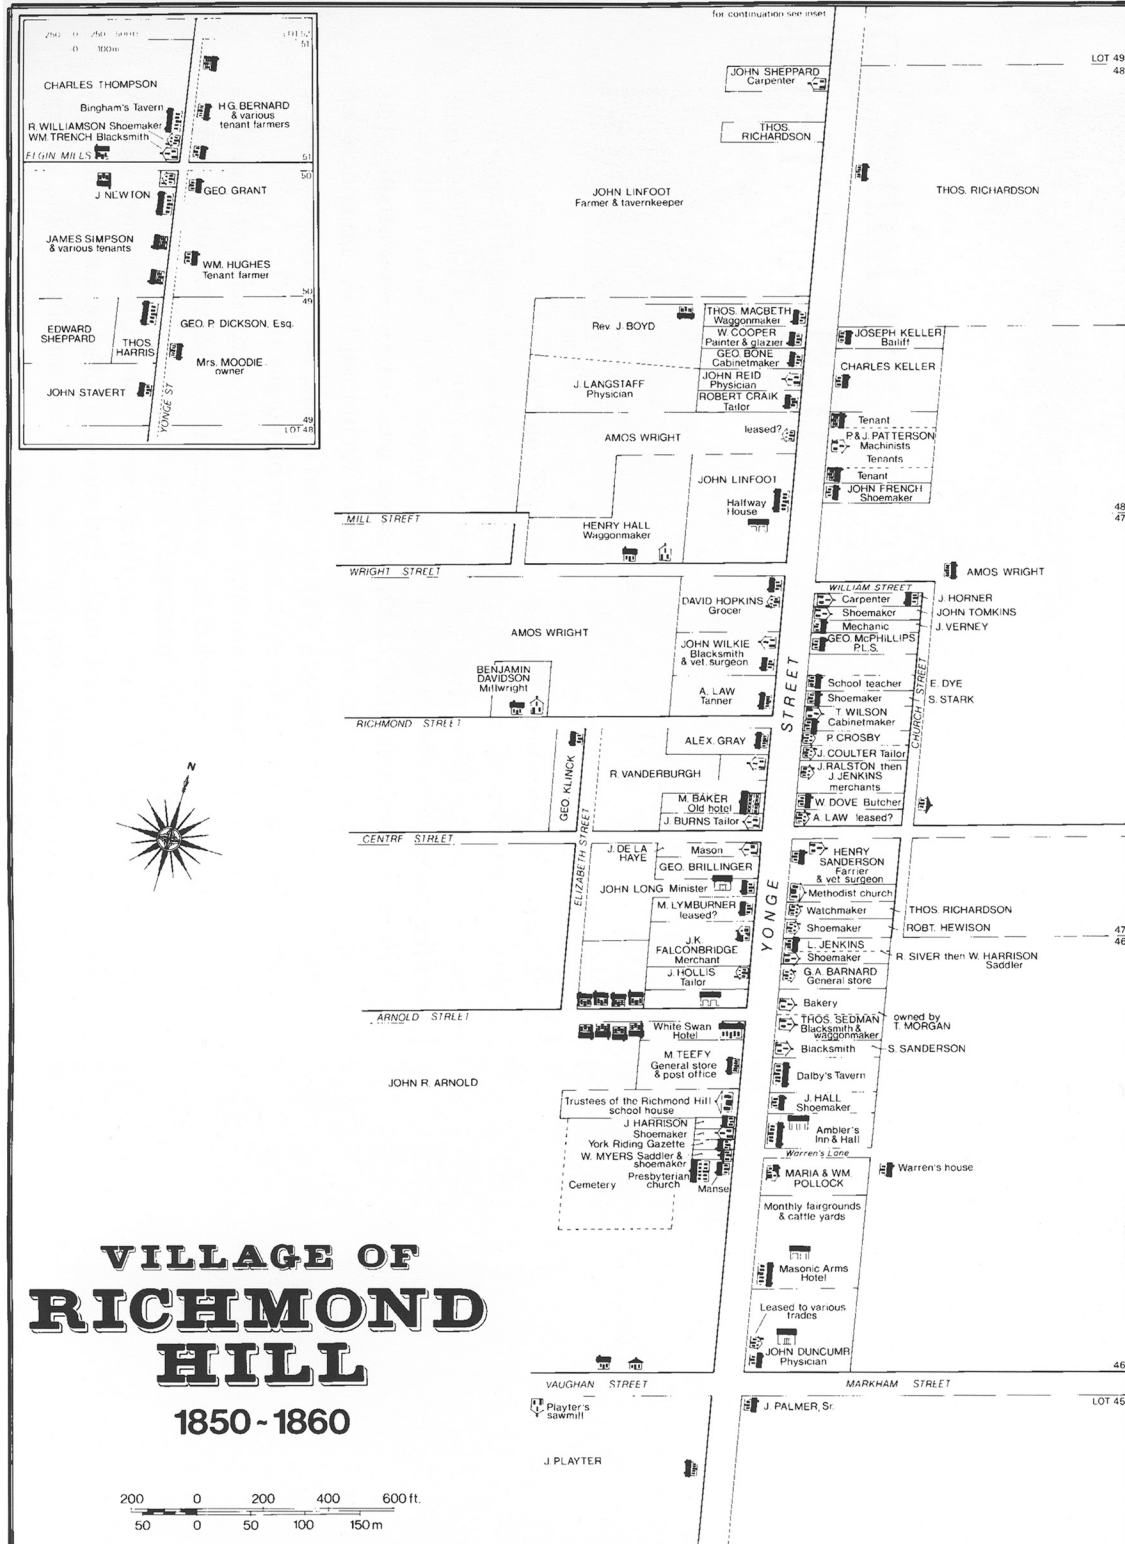 for continuation see inset
250 0 250 500ft
0 100m
LOT 52
51
CHARLES THOMPSON
Bingham's Tavern
R. WILLIAMSON Shoemaker
WM. TRENCH Blacksmith
ELGIN MILLS
H.G. BERNARD
& various
tenant farmers
51
50
J. NEWTON
GEO. GRANT
JAMES SIMPSON
& various tenants
WM. HUGHES
Tenant farmer
50
49
EDWARD
SHEPPARD
THOS.
HARRIS
GEO. P. DICKSON, Esq.
Mrs. MOODIE
owner
JOHN STAVERT
YONGE ST
49
LOT 48
LOT 49
48
JOHN SHEPPARD
Carpenter
THOS.
RICHARDSON
JOHN LINFOOT
Farmer & tavernkeeper
THOS. RICHARDSON
Rev. J. BOYD
THOS. MACBETH
Waggonmaker
W. COOPER
Painter & glazier
GEO. BONE
Cabinetmaker
JOHN REID
Physician
ROBERT CRAIK
Tailor
J. LANGSTAFF
Physician
JOSEPH KELLER
Bailiff
CHARLES KELLER
AMOS WRIGHT
leased?
Tenant
P. & J. PATTERSON
Machinists
Tenants
Tenant
JOHN FRENCH
Shoemaker
JOHN LINFOOT
Halfway
House
MILL STREET
HENRY HALL
Waggonmaker
48
47
WRIGHT STREET
AMOS WRIGHT
WILLIAM STREET
DAVID HOPKINS
Grocer
Carpenter
J. HORNER
Shoemaker
JOHN TOMKINS
Mechanic
J. VERNEY
GEO. McPHILLIPS
P.L.S.
AMOS WRIGHT
JOHN WILKIE
Blacksmith
& vet. surgeon
BENJAMIN
DAVIDSON
Millwright
A. LAW
Tanner
School teacher
E. DYE
Shoemaker
S. STARK
T. WILSON
Cabinetmaker
P. CROSBY
J. COULTER Tailor
J. RALSTON then
J. JENKINS
merchants
W. DOVE Butcher
A. LAW leased?
CHURCH STREET
RICHMOND STREET
ALEX. GRAY
GEO. KLINCK
R. VANDERBURGH
M. BAKER
Old hotel
J. BURNS Tailor
CENTRE STREET
ELIZABETH STREET
YONGE STREET
J. DE LA
HAYE
Mason
GEO. BRILLINGER
JOHN LONG Minister
M. LYMBURNER
leased?
J.K.
FALCONBRIDGE
Merchant
J. HOLLIS
Tailor
HENRY
SANDERSON
Farrier
& vet surgeon
Methodist church
Watchmaker
THOS. RICHARDSON
Shoemaker
ROBT. HEWISON
47
46
L. JENKINS
Shoemaker
R. SIVER then W. HARRISON
Saddler
G.A. BARNARD
General store
Bakery
THOS. SEDMAN
Blacksmith &
waggonmaker
owned by
T. MORGAN
Blacksmith
S. SANDERSON
ARNOLD STREET
White Swan
Hotel
M. TEEFY
General store
& post office
JOHN R. ARNOLD
Dalby's Tavern
Trustees of the Richmond Hill
school house
J. HALL
Shoemaker
J. HARRISON
Shoemaker
York Riding Gazette
W. MYERS Saddler &
shoemaker
Presbyterian
church
Manse
Cemetery
Ambler's
Inn & Hall
Warren's Lane
MARIA & WM.
POLLOCK
Warren's house
Monthly fairgrounds
& cattle yards
Masonic Arms
Hotel
Leased to various
trades
JOHN DUNCUMB
Physician
46
VAUGHAN STREET
MARKHAM STREET
LOT 45
Playter's
sawmill
J. PALMER, Sr.
J. PLAYTER
N
VILLAGE OF
RICHMOND
HILL
1850~1860
200 0 200 400 600 ft.
50 0 50 100 150 m